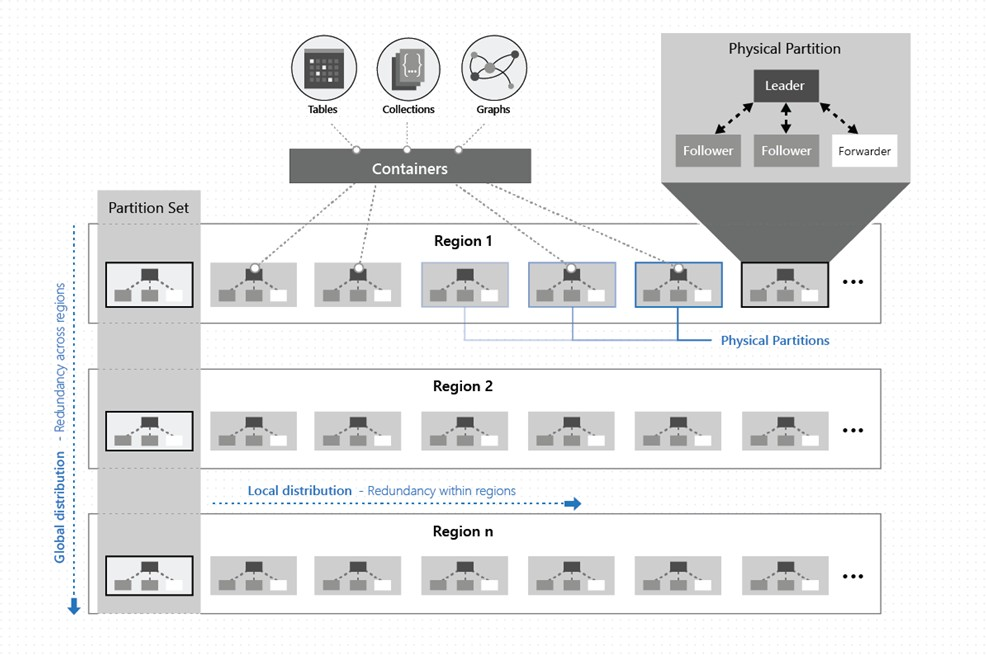 Tables
Collections
Graphs
Containers
Physical Partition
Leader
Follower
Follower
Forwarder
Partition Set
Region 1
Physical Partitions
Region 2
Local distribution - Redundancy within regions
Region n
Global distribution - Redundancy across regions